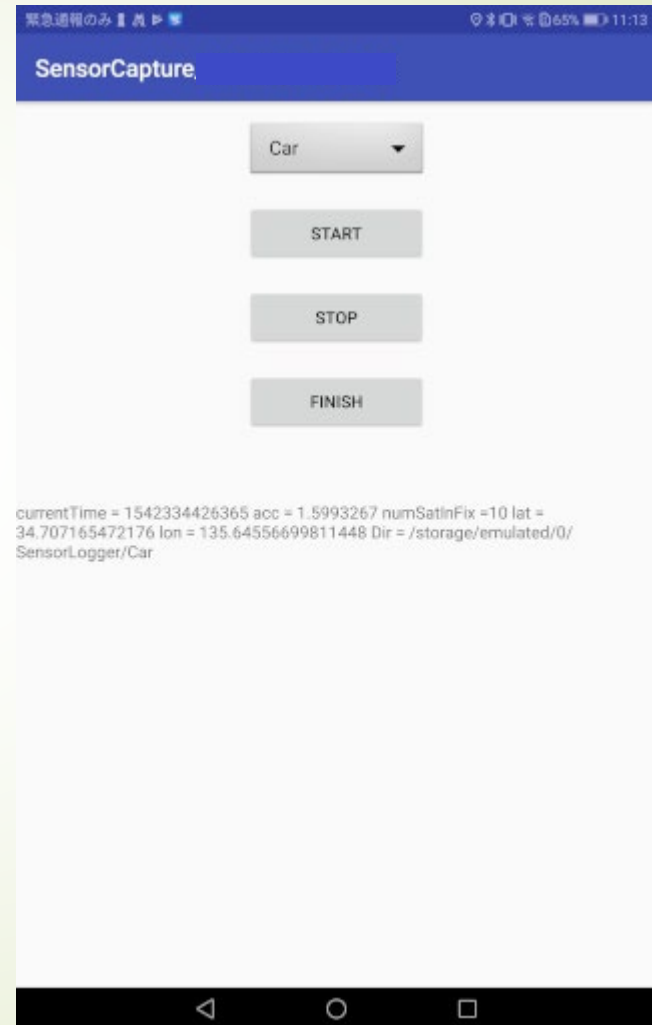 緊急通報のみ 65% 11:13
SensorCapture
Car
START
STOP
FINISH
currentTime = 1542334426365 acc = 1.5993267 numSatInFix =10 lat =
34.707165472176 lon = 135.64556699811448 Dir = /storage/emulated/0/
SensorLogger/Car